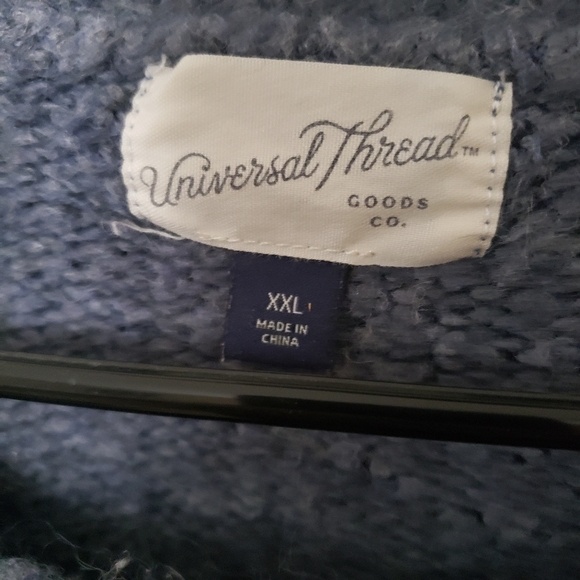 Universal Thread™
GOODS
CO.
XXL
MADE IN
CHINA